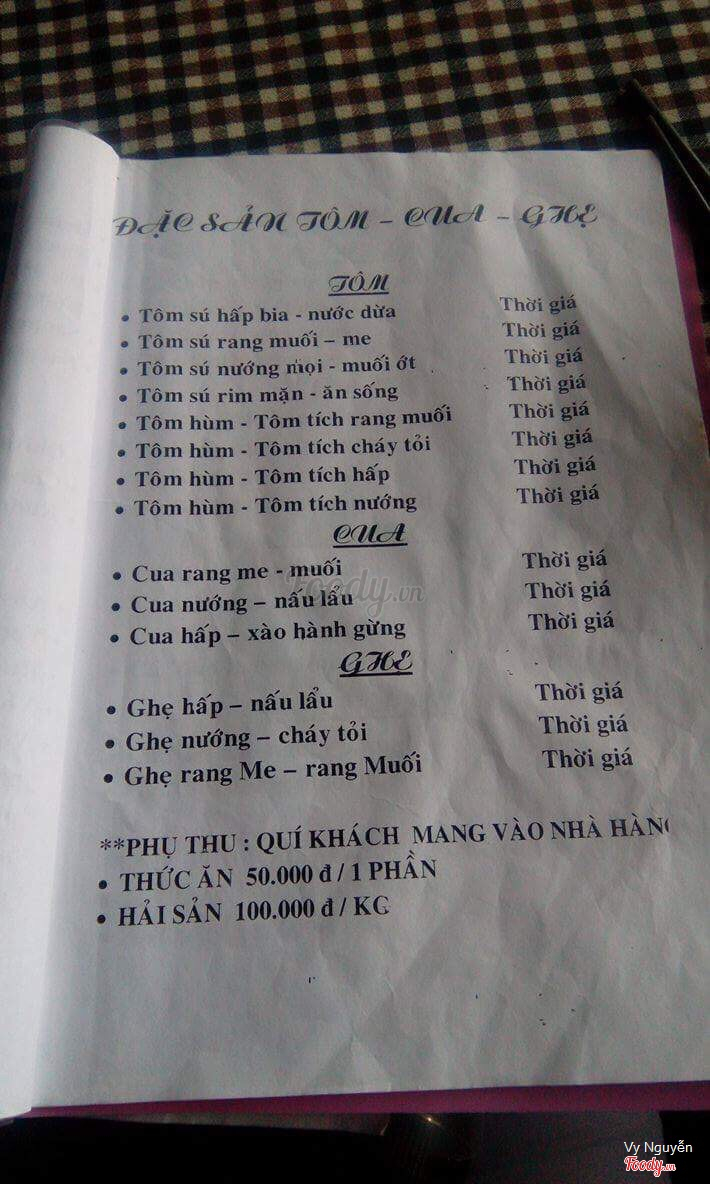 ĐẶC SẢN TÔM – CUA – GHẸ
TÔM
• Tôm sú hấp bia - nước dừa Thời giá
• Tôm sú rang muối – me Thời giá
• Tôm sú nướng mọi - muối ớt Thời giá
• Tôm sú rim mặn - ăn sống Thời giá
• Tôm hùm - Tôm tích rang muối Thời giá
• Tôm hùm - Tôm tích cháy tỏi Thời giá
• Tôm hùm - Tôm tích hấp Thời giá
• Tôm hùm - Tôm tích nướng Thời giá
CUA
• Cua rang me - muối Thời giá
• Cua nướng – nấu lẩu Thời giá
• Cua hấp – xào hành gừng Thời giá
GHẸ
• Ghẹ hấp – nấu lẩu Thời giá
• Ghẹ nướng – cháy tỏi Thời giá
• Ghẹ rang Me – rang Muối Thời giá
**PHỤ THU : QUÍ KHÁCH MANG VÀO NHÀ HÀNG
• THỨC ĂN 50.000 đ / 1 PHẦN
• HẢI SẢN 100.000 đ / KG
Foody.vn
Vy Nguyễn
Foody.vn